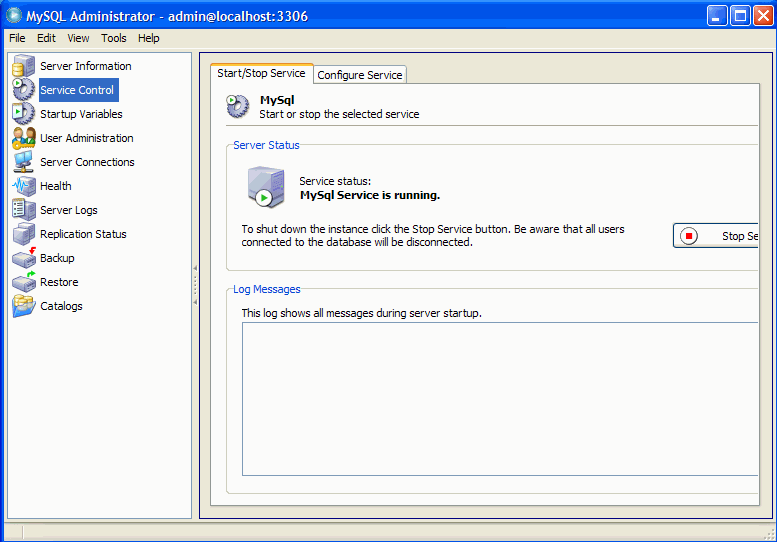 MySQL Administrator - admin@localhost:3306
File Edit View Tools Help
Server Information
Service Control
Startup Variables
User Administration
Server Connections
Health
Server Logs
Replication Status
Backup
Restore
Catalogs
Start/Stop Service
Configure Service
MySql
Start or stop the selected service
Server Status
Service status:
MySql Service is running.
To shut down the instance click the Stop Service button. Be aware that all users
connected to the database will be disconnected.
Stop Se
Log Messages
This log shows all messages during server startup.